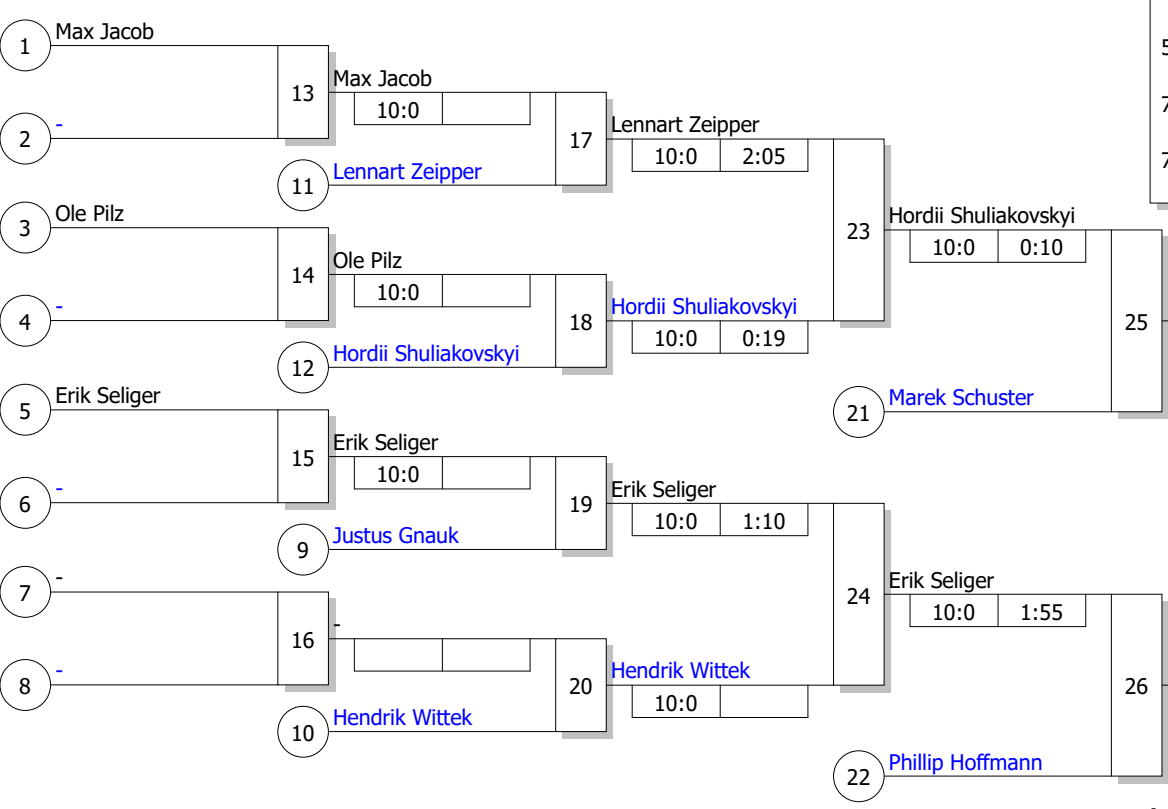 Max Jacob
1
-
2
13
Max Jacob
10:0
Lennart Zeipper
11
17
Lennart Zeipper
10:0 2:05
Ole Pilz
3
-
4
14
Ole Pilz
10:0
Hordii Shuliakovskyi
12
18
Hordii Shuliakovskyi
10:0 0:19
23
Hordii Shuliakovskyi
10:0 0:10
Marek Schuster
21
25
Erik Seliger
5
-
6
15
Erik Seliger
10:0
Justus Gnauk
9
19
Erik Seliger
10:0 1:10
-
7
-
8
16
-
Hendrik Wittek
10
20
Hendrik Wittek
10:0
24
Erik Seliger
10:0 1:55
Phillip Hoffmann
22
26